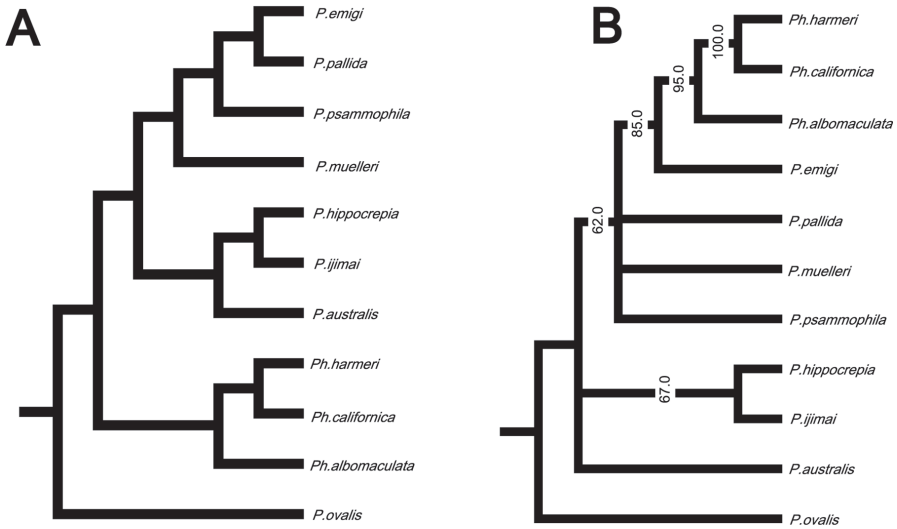 A
P.emigi
P.pallida
P.psammophila
P.muelleri
P.hippocrepia
P.ijimai
P.australis
Ph.harmeri
Ph.californica
Ph.albomaculata
P.ovalis
B
Ph.harmeri
100.0
Ph.californica
95.0
Ph.albomaculata
85.0
P.emigi
62.0
P.pallida
P.muelleri
P.psammophila
P.hippocrepia
67.0
P.ijimai
P.australis
P.ovalis